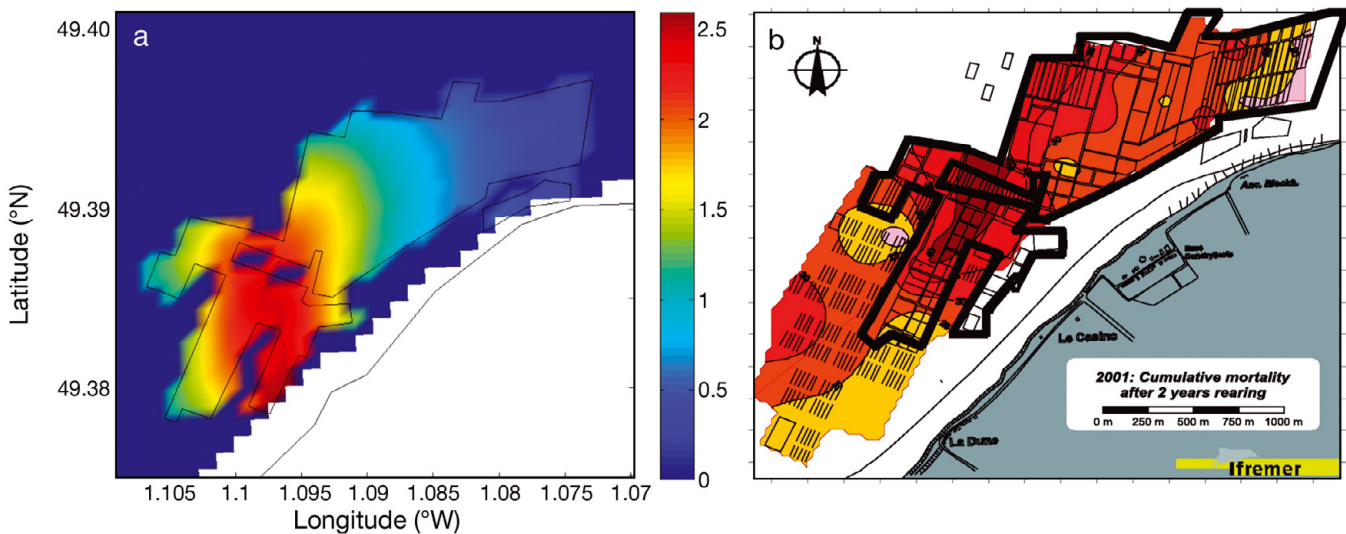 a
49.40
49.39
49.38
Latitude (°N)
1.105
1.1
1.095
1.09
1.085
1.08
1.075
1.07
Longitude (°W)
2.5
2
1.5
1
0.5
0
b
N
Le Casino
La Dune
2001: Cumulative mortality
after 2 years rearing
0 m
250 m
500 m
750 m
1000 m
Ifremer